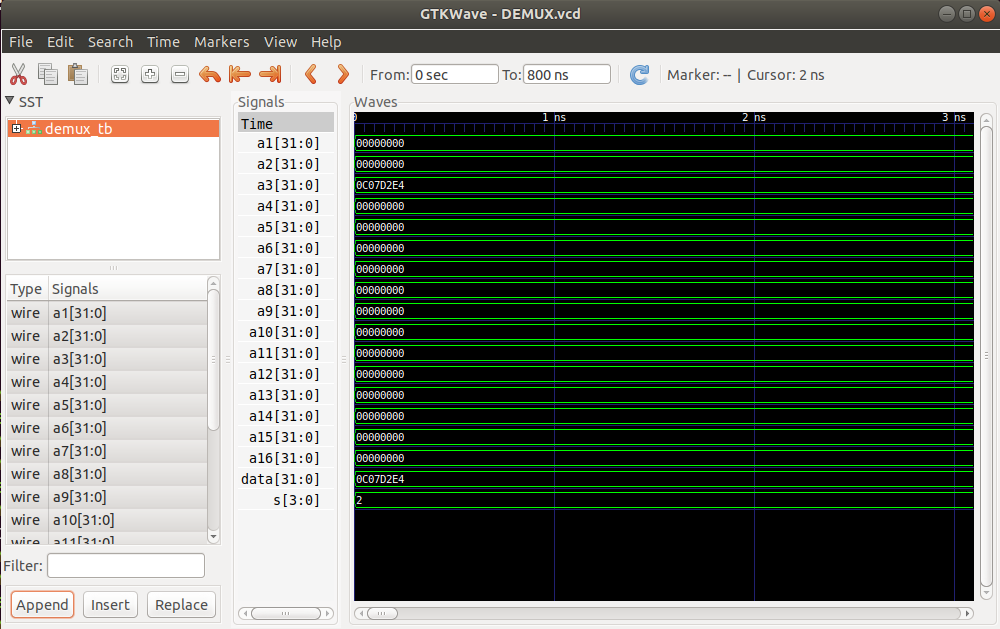 GTKWave - DEMUX.vcd
File Edit Search Time Markers View Help
From: 0 sec To: 800 ns Marker: -- | Cursor: 2 ns
SST
demux_tb
Type Signals
wire a1[31:0]
wire a2[31:0]
wire a3[31:0]
wire a4[31:0]
wire a5[31:0]
wire a6[31:0]
wire a7[31:0]
wire a8[31:0]
wire a9[31:0]
wire a10[31:0]
wire a11[31:0]
Filter:
Append Insert Replace
Signals
Time
a1[31:0]
a2[31:0]
a3[31:0]
a4[31:0]
a5[31:0]
a6[31:0]
a7[31:0]
a8[31:0]
a9[31:0]
a10[31:0]
a11[31:0]
a12[31:0]
a13[31:0]
a14[31:0]
a15[31:0]
a16[31:0]
data[31:0]
s[3:0]
Waves
0 1 ns 2 ns 3 ns
00000000
00000000
0C07D2E4
00000000
00000000
00000000
00000000
00000000
00000000
00000000
00000000
00000000
00000000
00000000
00000000
00000000
0C07D2E4
2